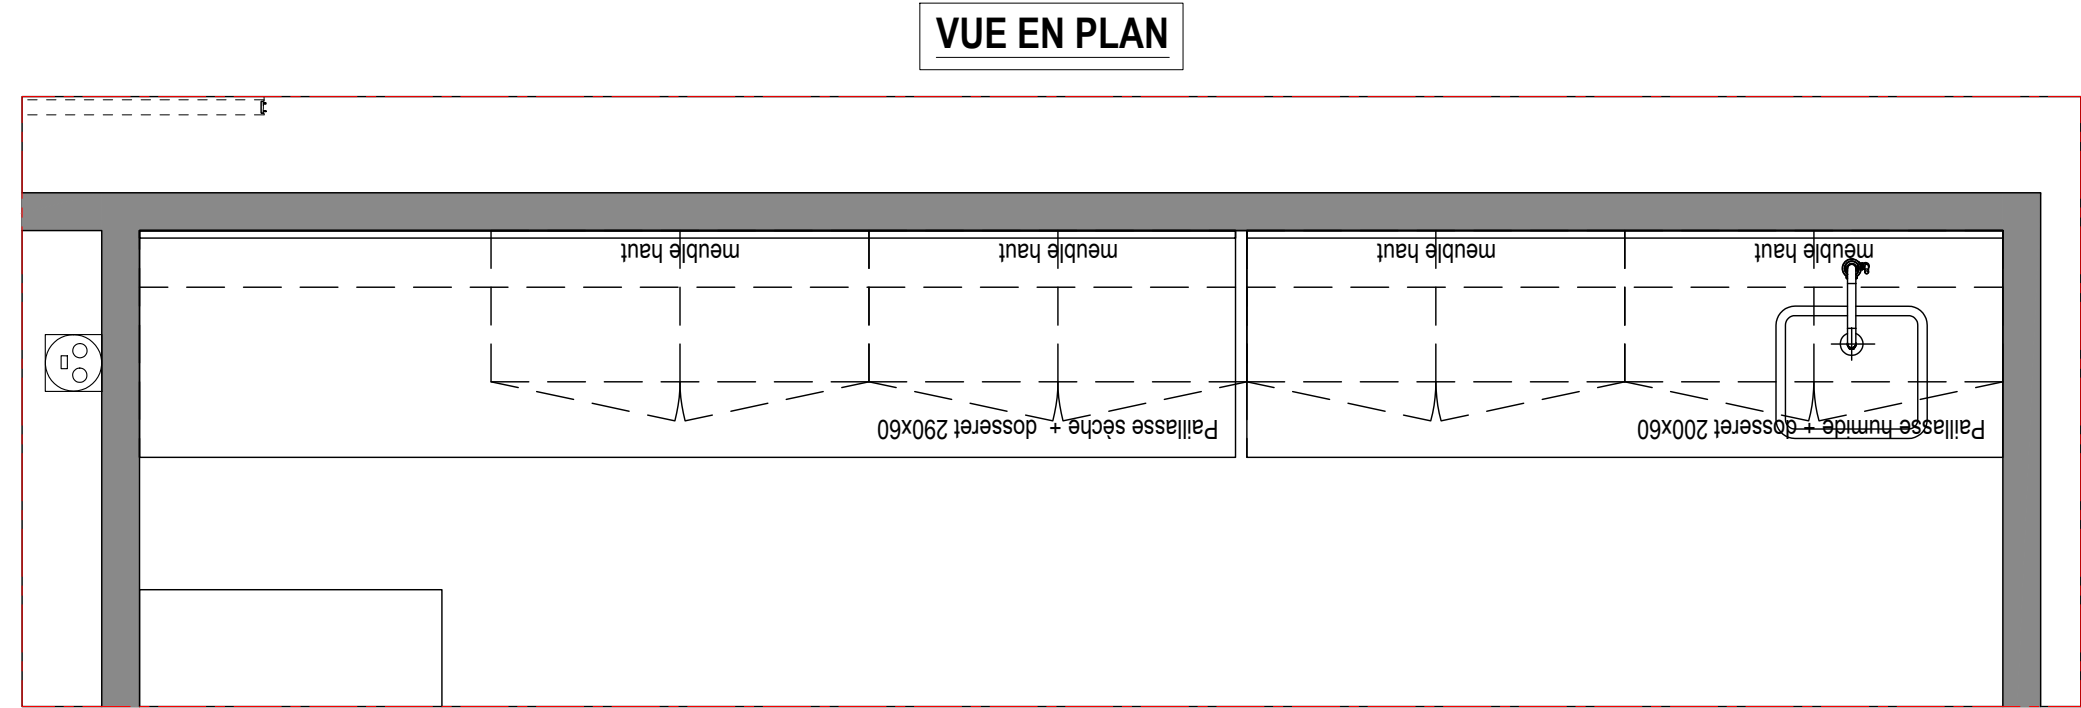 VUE EN PLAN
meuble haut
meuble haut
meuble haut
meuble haut
Paillasse sèche + dosseret 290x60
Paillasse humide + dosseret 200x60